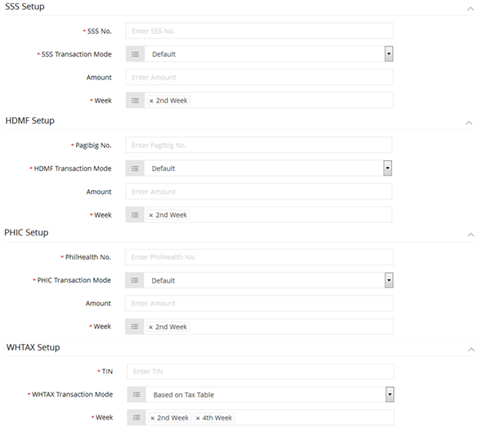 SSS Setup
* SSS No. Enter SSS No.
* SSS Transaction Mode Default
Amount Enter Amount
* Week × 2nd Week
HDMF Setup
* Pagibig No. Enter Pagibig No.
* HDMF Transaction Mode Default
Amount Enter Amount
* Week × 2nd Week
PHIC Setup
* PhilHealth No. Enter PhilHealth No.
* PHIC Transaction Mode Default
Amount Enter Amount
* Week × 2nd Week
WHTAX Setup
* TIN Enter TIN
* WHTAX Transaction Mode Based on Tax Table
* Week × 2nd Week × 4th Week